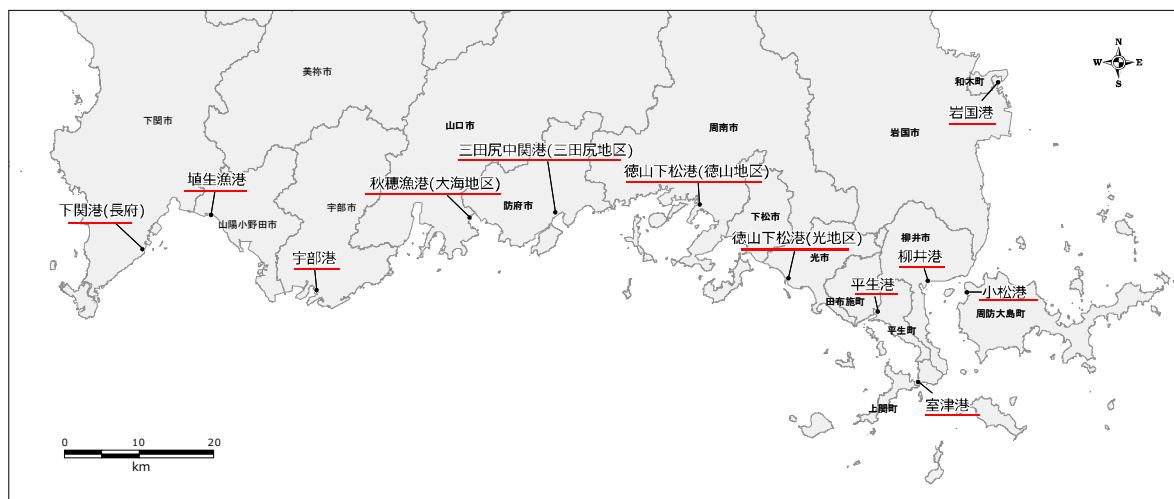 N
W E
S
美祢市
和木町
岩国港
下関市
山口市
周南市
岩国市
三田尻中関港(三田尻地区)
徳山下松港(徳山地区)
埴生漁港
秋穂漁港(大海地区)
下関港(長府)
宇部市
防府市
下松市
山陽小野田市
徳山下松港(光地区)
柳井市
宇部港
光市
柳井港
平生港
小松港
田布施町
周防大島町
平生町
室津港
上関町
0 10 20
km